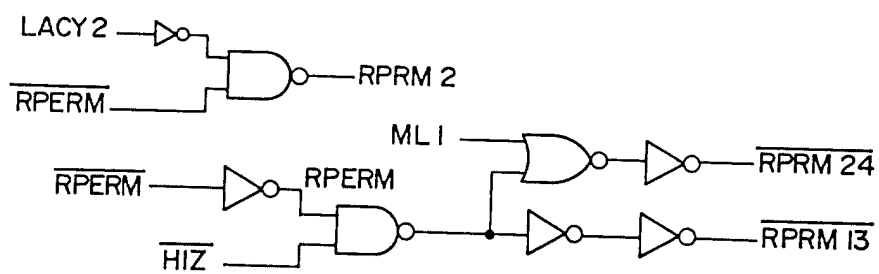 LACY 2
RPERM
RPRM 2
ML 1
RPERM
RPERM
RPRM 24
HIZ
RPRM 13